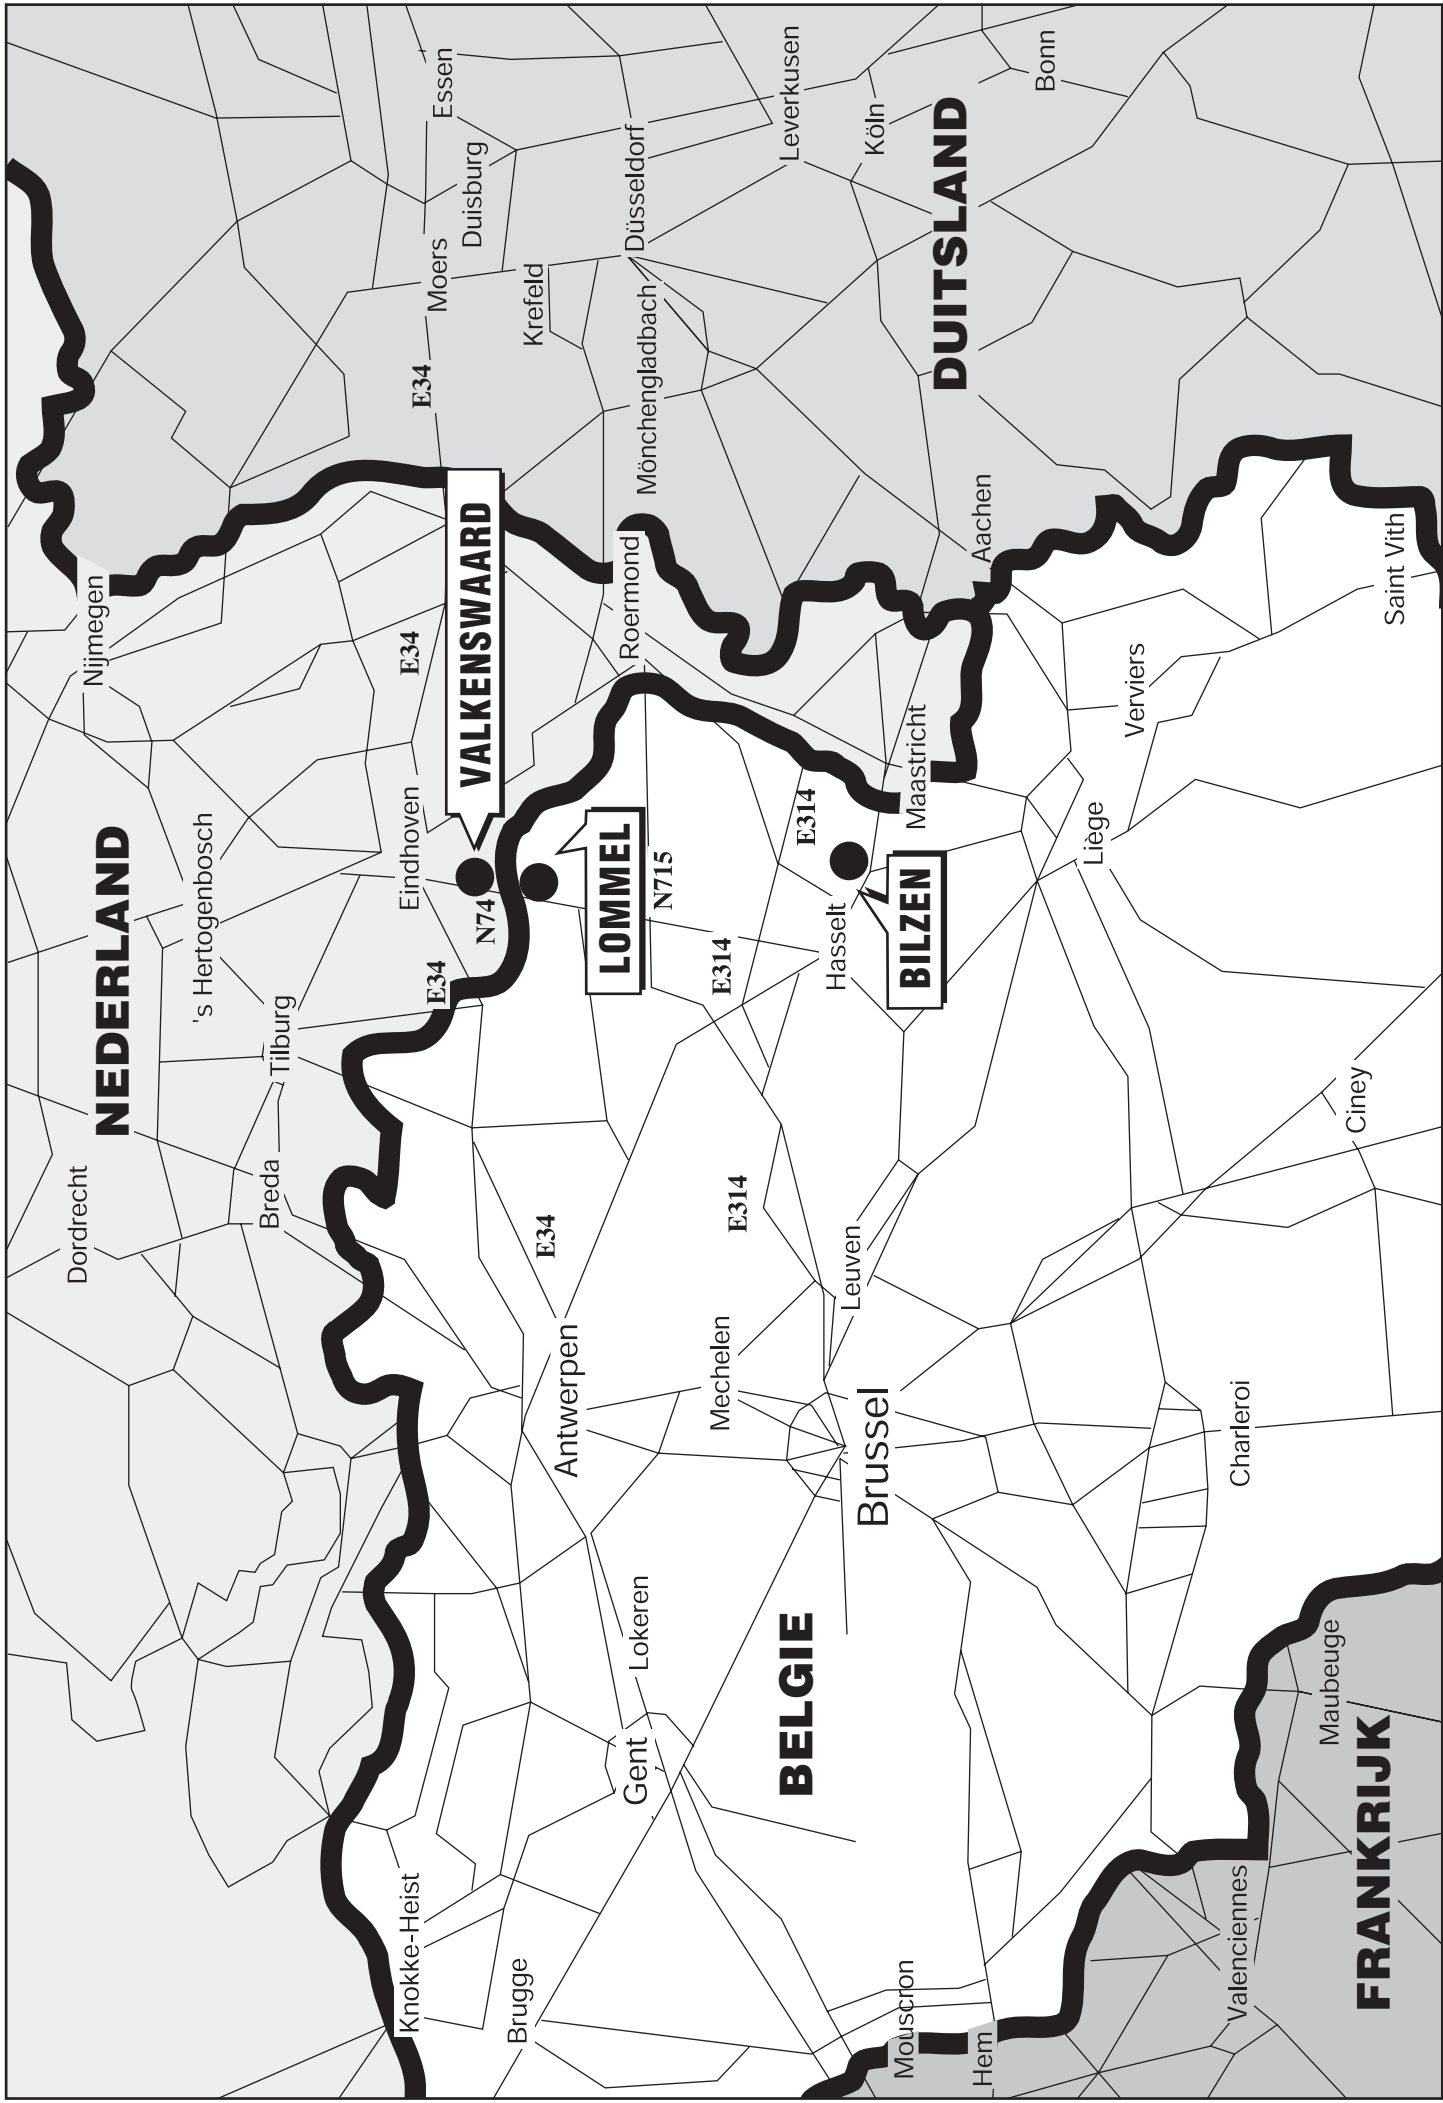 Knokke-Heist
Brugge
Mouscron
Hem
Gent
Lokeren
BELGIE
Valenciennes
FRANKRIJK
Maubeuge
Antwerpen
Mechelen
Brussel
Charleroi
Dordrecht
Breda
E34
E314
Leuven
NEDERLAND
's Hertogenbosch
Tilburg
E34
Ciney
Eindhoven
N74
VALKENSWAARD
LOMMEL
N715
E314
Hasselt
BILZEN
E314
Maastricht
Liège
Verviers
Nijmegen
E34
Roermond
Aachen
Saint Vith
E34
Mönchengladbach
Krefeld
Moers
Duisburg
Essen
Düsseldorf
Leverkusen
Köln
DUITSLAND
Bonn